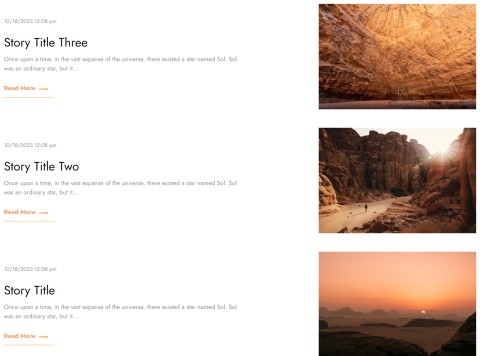 10/18/2023 12:08 pm
Story Title Three
Once upon a time, in the vast expanse of the universe, there existed a star named Sol. Sol
was an ordinary star, but it...
Read More
10/18/2023 12:08 pm
Story Title Two
Once upon a time, in the vast expanse of the universe, there existed a star named Sol. Sol
was an ordinary star, but it...
Read More
10/18/2023 12:08 pm
Story Title
Once upon a time, in the vast expanse of the universe, there existed a star named Sol. Sol
was an ordinary star, but it...
Read More